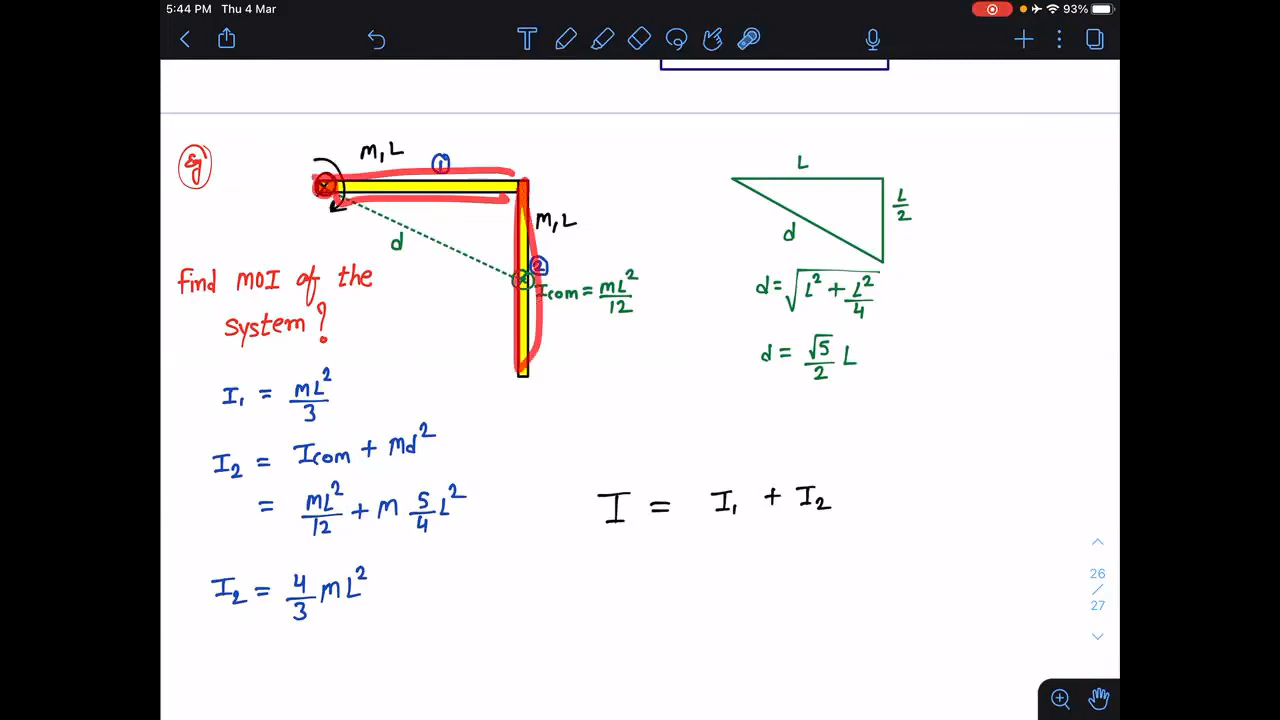 5:44 PM Thu 4 Mar
93%
Eg
m, L
①
L
L/2
d
m, L
②
d
Icom = mL²/12
Find MOI of the
system?
d = √(L² + L²/4)
d = √5/2 L
I₁ = mL²/3
I₂ = Icom + md²
= mL²/12 + m 5/4 L²
I = I₁ + I₂
I₂ = 4/3 mL²
26
/
27